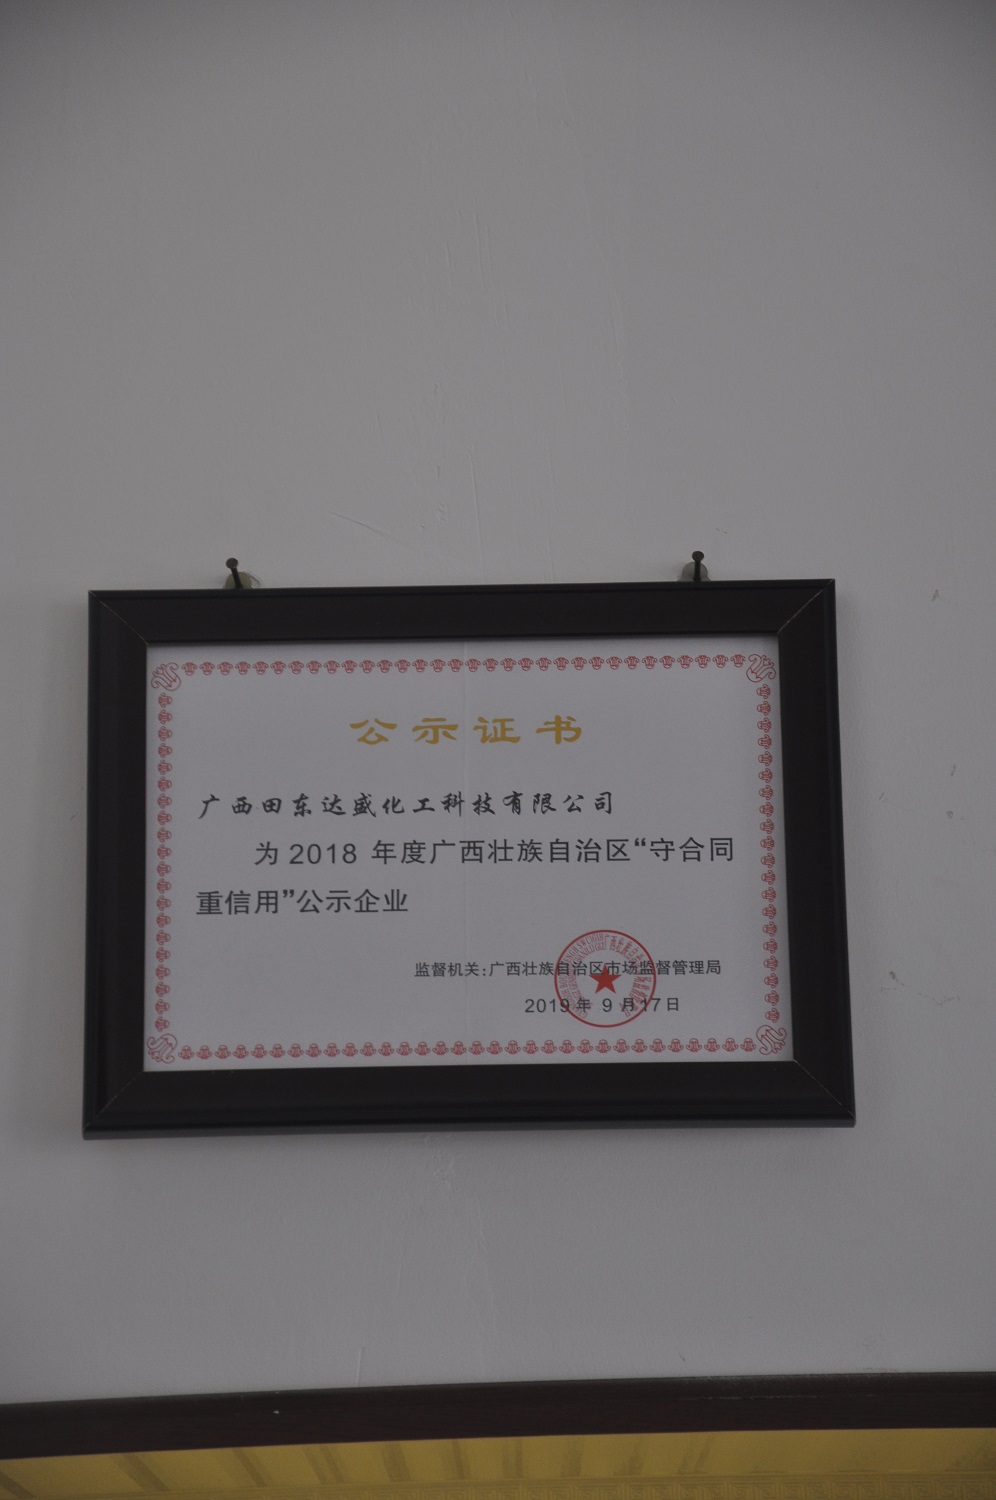 公示证书
广西田东达盛化工科技有限公司
为2018 年度广西壮族自治区“守合同
重信用”公示企业
监督机关:广西壮族自治区市场监督管理局
2019年 9月17日